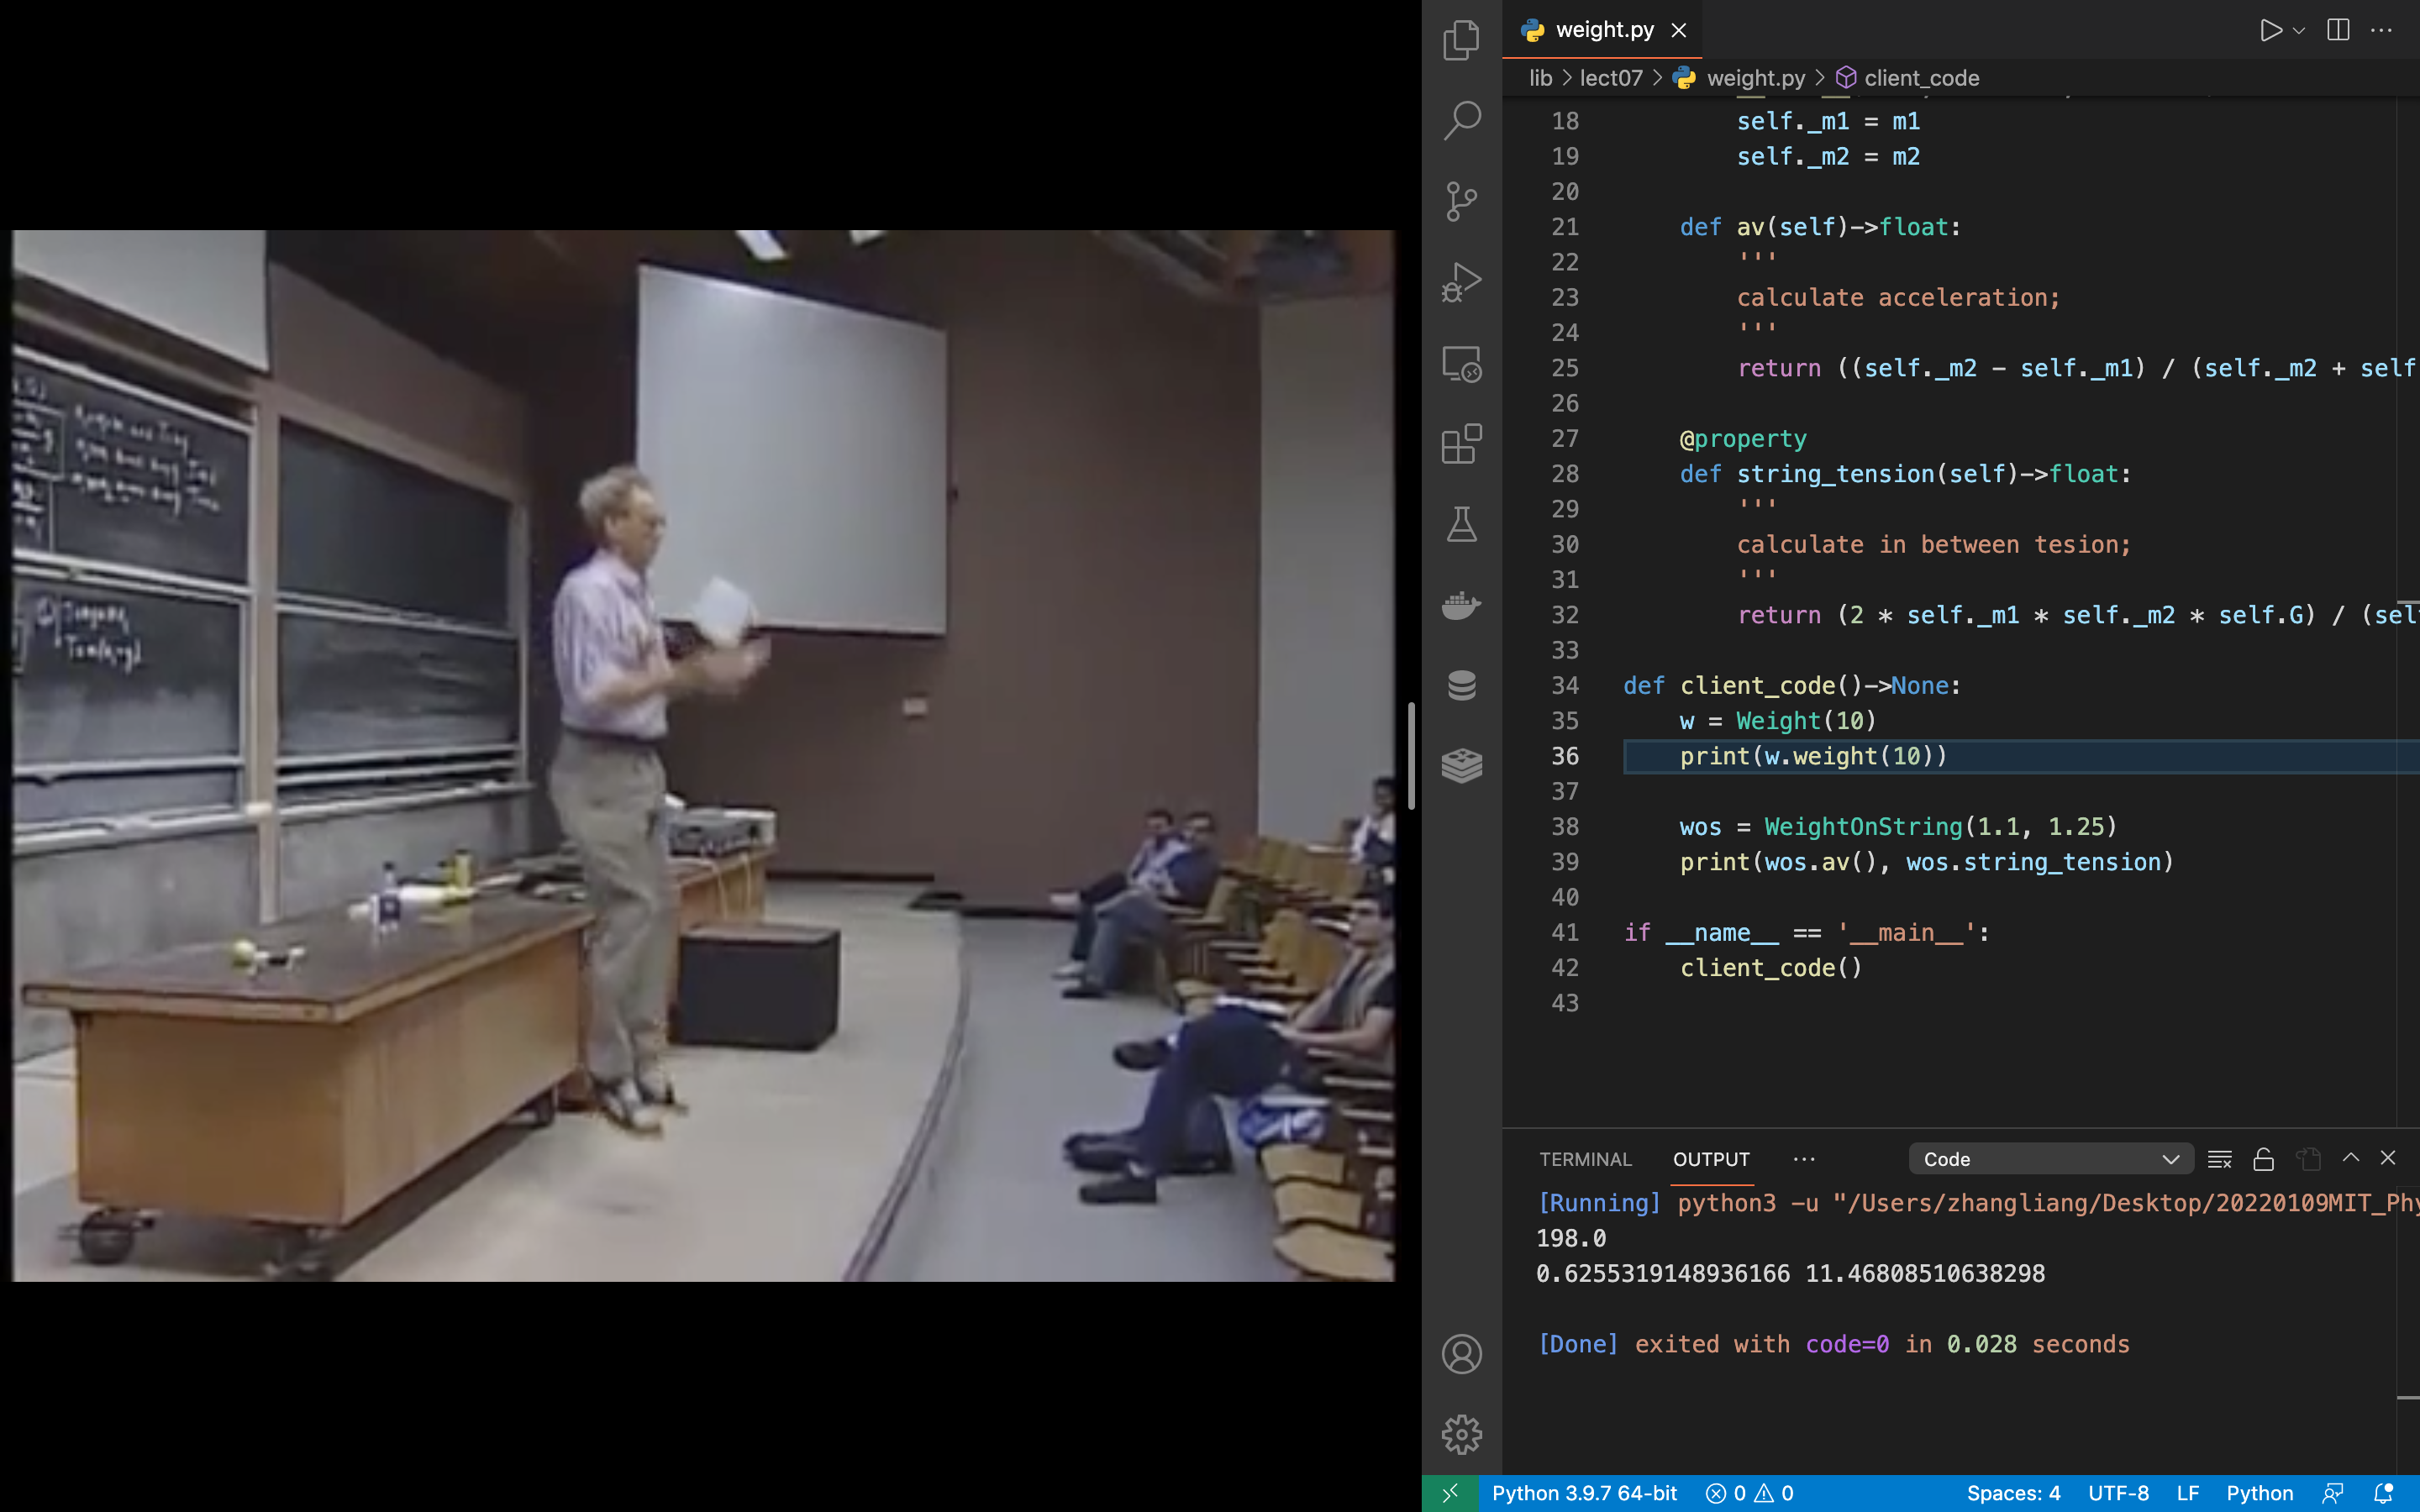 weight.py
lib > lect07 > weight.py > client_code
18 self._m1 = m1
19 self._m2 = m2
20
21 def av(self)->float:
22 '''
23 calculate acceleration;
24 '''
25 return ((self._m2 - self._m1) / (self._m2 + self
26
27 @property
28 def string_tension(self)->float:
29 '''
30 calculate in between tesion;
31 '''
32 return (2 * self._m1 * self._m2 * self.G) / (sel
33
34 def client_code()->None:
35 w = Weight(10)
36 print(w.weight(10))
37
38 wos = WeightOnString(1.1, 1.25)
39 print(wos.av(), wos.string_tension)
40
41 if __name__ == '__main__':
42 client_code()
43
TERMINAL OUTPUT ··· Code
[Running] python3 -u "/Users/zhangliang/Desktop/20220109MIT_Phy
198.0
0.6255319148936166 11.46808510638298
[Done] exited with code=0 in 0.028 seconds
Python 3.9.7 64-bit 0 0 Spaces: 4 UTF-8 LF Python